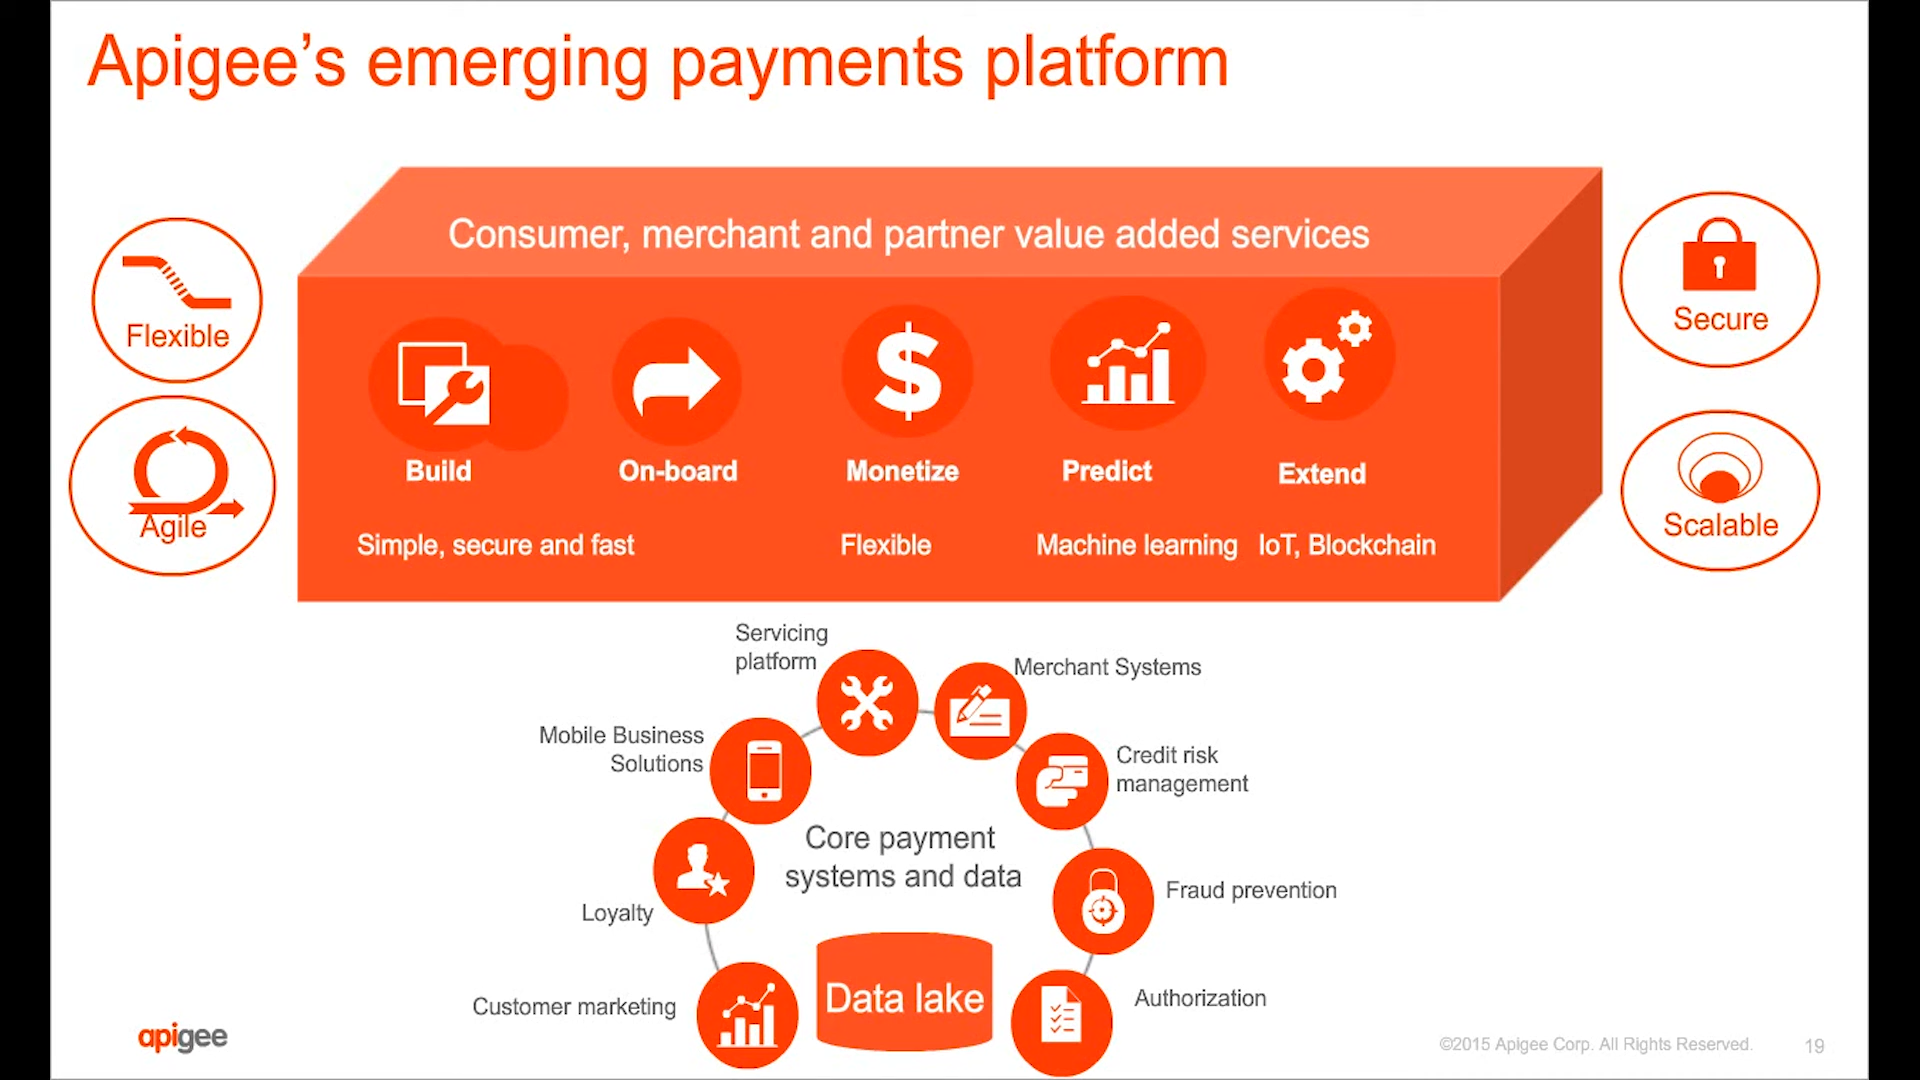 Apigee's emerging payments platform
Consumer, merchant and partner value added services
Flexible
Agile
Secure
Scalable
Build
On-board
Monetize
Predict
Extend
Simple, secure and fast
Flexible
Machine learning
IoT, Blockchain
Servicing
platform
Merchant Systems
Mobile Business
Solutions
Credit risk
management
Core payment
systems and data
Loyalty
Fraud prevention
Customer marketing
Data lake
Authorization
apigee
©2015 Apigee Corp. All Rights Reserved.
19